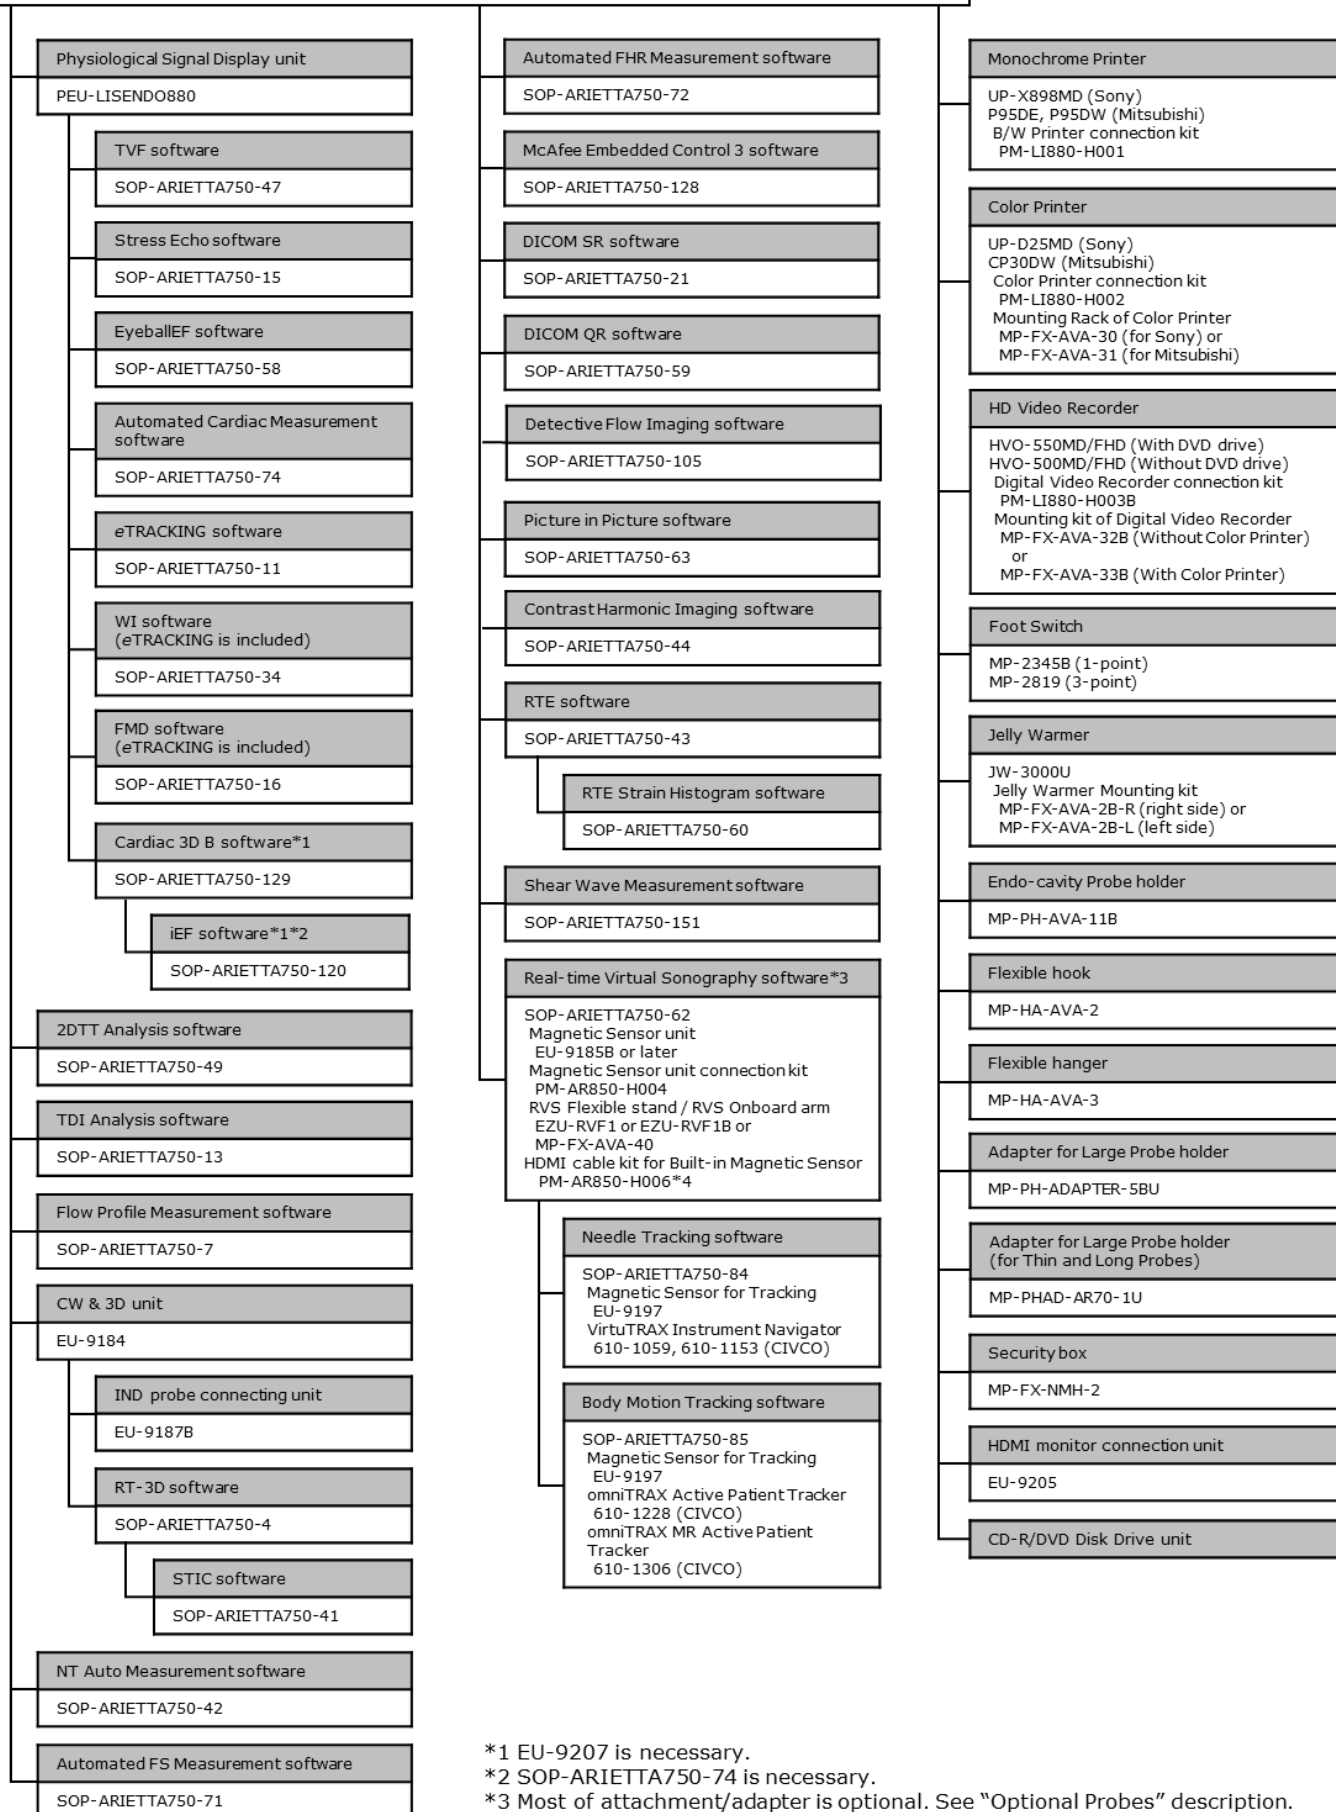 Physiological Signal Display unit
PEU-LISENDO880
TVF software
SOP-ARIETTA750-47
Stress Echo software
SOP-ARIETTA750-15
EyeballEF software
SOP-ARIETTA750-58
Automated Cardiac Measurement
software
SOP-ARIETTA750-74
eTRACKING software
SOP-ARIETTA750-11
WI software
(eTRACKING is included)
SOP-ARIETTA750-34
FMD software
(eTRACKING is included)
SOP-ARIETTA750-16
Cardiac 3D B software*1
SOP-ARIETTA750-129
iEF software*1*2
SOP-ARIETTA750-120
2DTT Analysis software
SOP-ARIETTA750-49
TDI Analysis software
SOP-ARIETTA750-13
Flow Profile Measurement software
SOP-ARIETTA750-7
CW & 3D unit
EU-9184
IND probe connecting unit
EU-9187B
RT-3D software
SOP-ARIETTA750-4
STIC software
SOP-ARIETTA750-41
NT Auto Measurement software
SOP-ARIETTA750-42
Automated FS Measurement software
SOP-ARIETTA750-71
Automated FHR Measurement software
SOP-ARIETTA750-72
McAfee Embedded Control 3 software
SOP-ARIETTA750-128
DICOM SR software
SOP-ARIETTA750-21
DICOM QR software
SOP-ARIETTA750-59
Detective Flow Imaging software
SOP-ARIETTA750-105
Picture in Picture software
SOP-ARIETTA750-63
Contrast Harmonic Imaging software
SOP-ARIETTA750-44
RTE software
SOP-ARIETTA750-43
RTE Strain Histogram software
SOP-ARIETTA750-60
Shear Wave Measurement software
SOP-ARIETTA750-151
Real-time Virtual Sonography software*3
SOP-ARIETTA750-62
Magnetic Sensor unit
EU-9185B or later
Magnetic Sensor unit connection kit
PM-AR850-H004
RVS Flexible stand / RVS Onboard arm
EZU-RVF1 or EZU-RVF1B or
MP-FX-AVA-40
HDMI cable kit for Built-in Magnetic Sensor
PM-AR850-H006*4
Needle Tracking software
SOP-ARIETTA750-84
Magnetic Sensor for Tracking
EU-9197
VirtuTRAX Instrument Navigator
610-1059, 610-1153 (CIVCO)
Body Motion Tracking software
SOP-ARIETTA750-85
Magnetic Sensor for Tracking
EU-9197
omniTRAX Active Patient Tracker
610-1228 (CIVCO)
omniTRAX MR Active Patient
Tracker
610-1306 (CIVCO)
Monochrome Printer
UP-X898MD (Sony)
P95DE, P95DW (Mitsubishi)
B/W Printer connection kit
PM-LI880-H001
Color Printer
UP-D25MD (Sony)
CP30DW (Mitsubishi)
Color Printer connection kit
PM-LI880-H002
Mounting Rack of Color Printer
MP-FX-AVA-30 (for Sony) or
MP-FX-AVA-31 (for Mitsubishi)
HD Video Recorder
HVO-550MD/FHD (With DVD drive)
HVO-500MD/FHD (Without DVD drive)
Digital Video Recorder connection kit
PM-LI880-H003B
Mounting kit of Digital Video Recorder
MP-FX-AVA-32B (Without Color Printer)
or
MP-FX-AVA-33B (With Color Printer)
Foot Switch
MP-2345B (1-point)
MP-2819 (3-point)
Jelly Warmer
JW-3000U
Jelly Warmer Mounting kit
MP-FX-AVA-2B-R (right side) or
MP-FX-AVA-2B-L (left side)
Endo-cavity Probe holder
MP-PH-AVA-11B
Flexible hook
MP-HA-AVA-2
Flexible hanger
MP-HA-AVA-3
Adapter for Large Probe holder
MP-PH-ADAPTER-5BU
Adapter for Large Probe holder
(for Thin and Long Probes)
MP-PHAD-AR70-1U
Security box
MP-FX-NMH-2
HDMI monitor connection unit
EU-9205
CD-R/DVD Disk Drive unit
*1 EU-9207 is necessary.
*2 SOP-ARIETTA750-74 is necessary.
*3 Most of attachment/adapter is optional. See “Optional Probes” description.